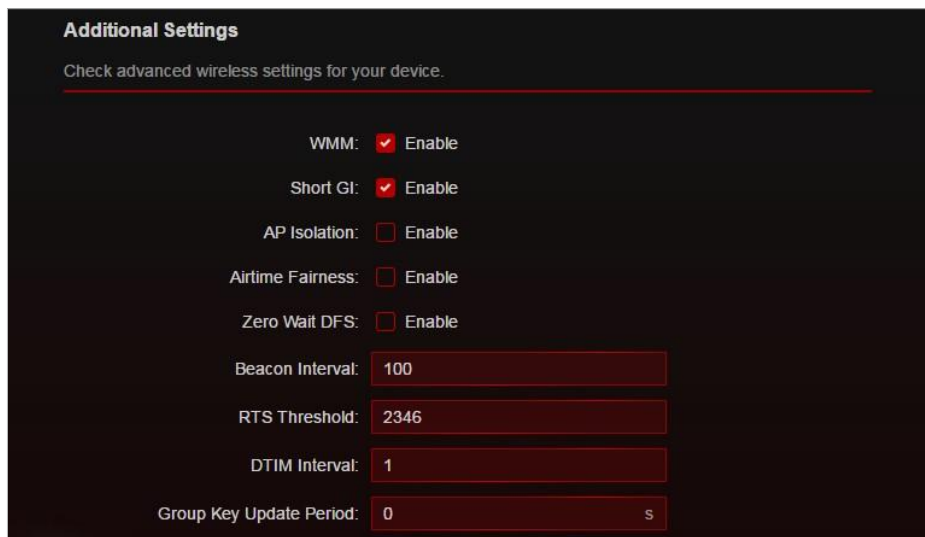 Additional Settings
Check advanced wireless settings for your device.
WMM: Enable
Short GI: Enable
AP Isolation: Enable
Airtime Fairness: Enable
Zero Wait DFS: Enable
Beacon Interval: 100
RTS Threshold: 2346
DTIM Interval: 1
Group Key Update Period: 0 s